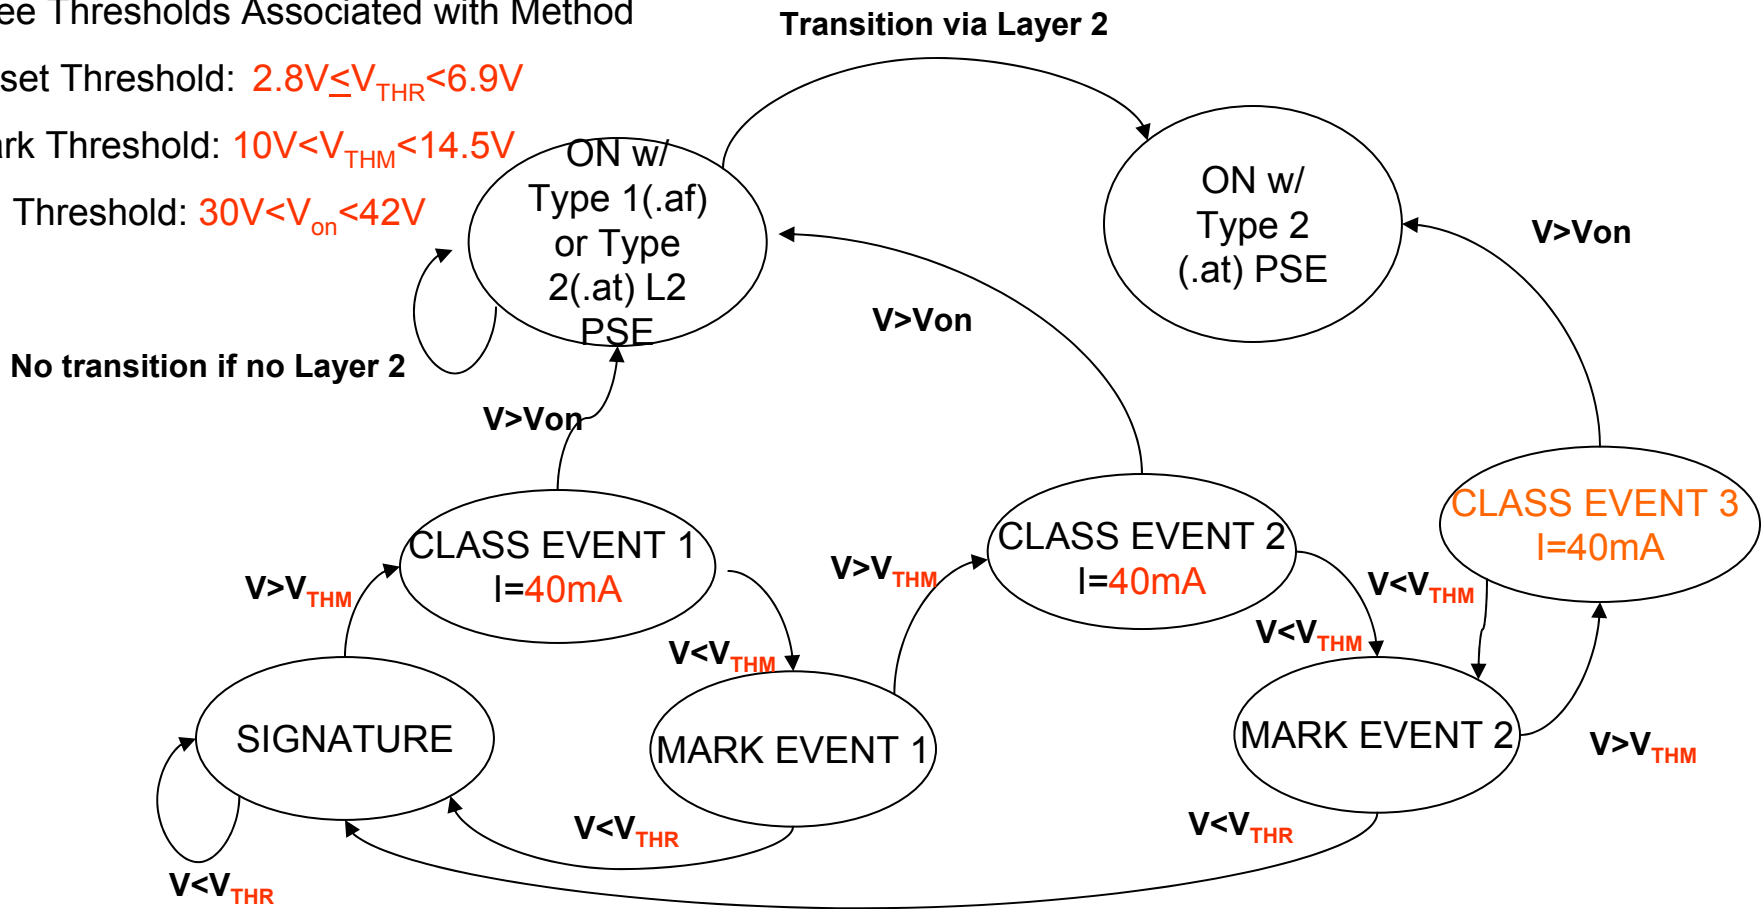 Thresholds Associated with Method
Threshold: 2.8V≤VTHR<6.9V
Threshold: 10V<VTHM<14.5V
Threshold: 30V<Von<42V
Transition via Layer 2
ON w/
Type 1(.af)
or Type
2(.at) L2
PSE
ON w/
Type 2
(.at) PSE
V>Von
V>Von
No transition if no Layer 2
V>Von
CLASS EVENT 1
I=40mA
CLASS EVENT 2
I=40mA
CLASS EVENT 3
I=40mA
V>VTHM
V>VTHM
V<VTHM
V<VTHM
V<VTHM
SIGNATURE
MARK EVENT 1
MARK EVENT 2
V>VTHM
V<VTHR
V<VTHR
V<VTHR